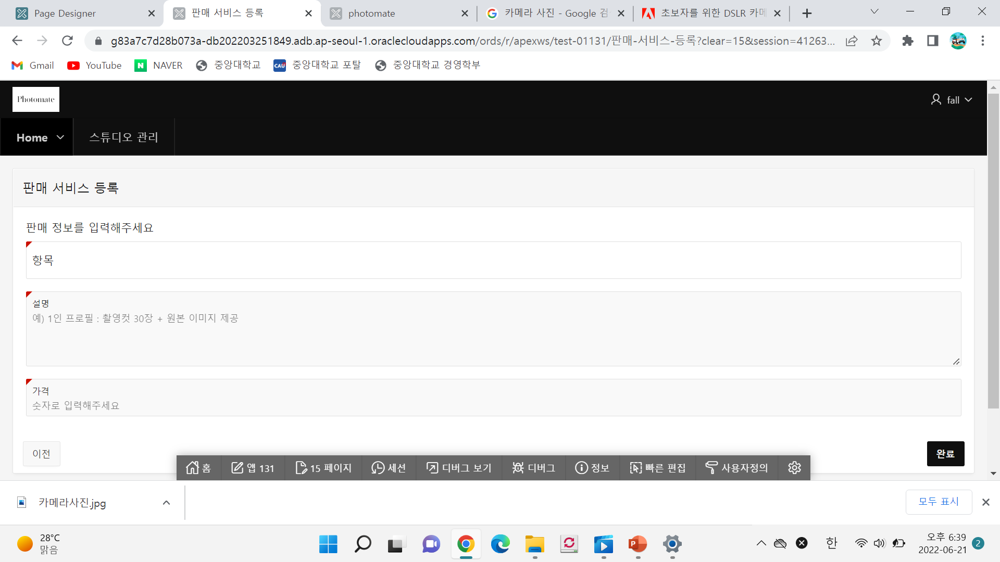 Page Designer
판매 서비스 등록
photomate
카메라 사진 - Google 검
초보자를 위한 DSLR 카메
g83a7c7d28b073a-db202203251849.adb.ap-seoul-1.oraclecloudapps.com/ords/r/apexws/test-01131/판매-서비스-등록?clear=15&session=41263...
Gmail
YouTube
NAVER
중앙대학교
중앙대학교 포탈
중앙대학교 경영학부
Photomate
fall
Home
스튜디오 관리
판매 서비스 등록
판매 정보를 입력해주세요
항목
설명
예) 1인 프로필 : 촬영컷 30장 + 원본 이미지 제공
가격
숫자로 입력해주세요
이전
완료
홈
앱 131
15 페이지
세션
디버그 보기
디버그
정보
빠른 편집
사용자정의
카메라사진.jpg
모두 표시
28°C
맑음
한
오후 6:39
2022-06-21
2